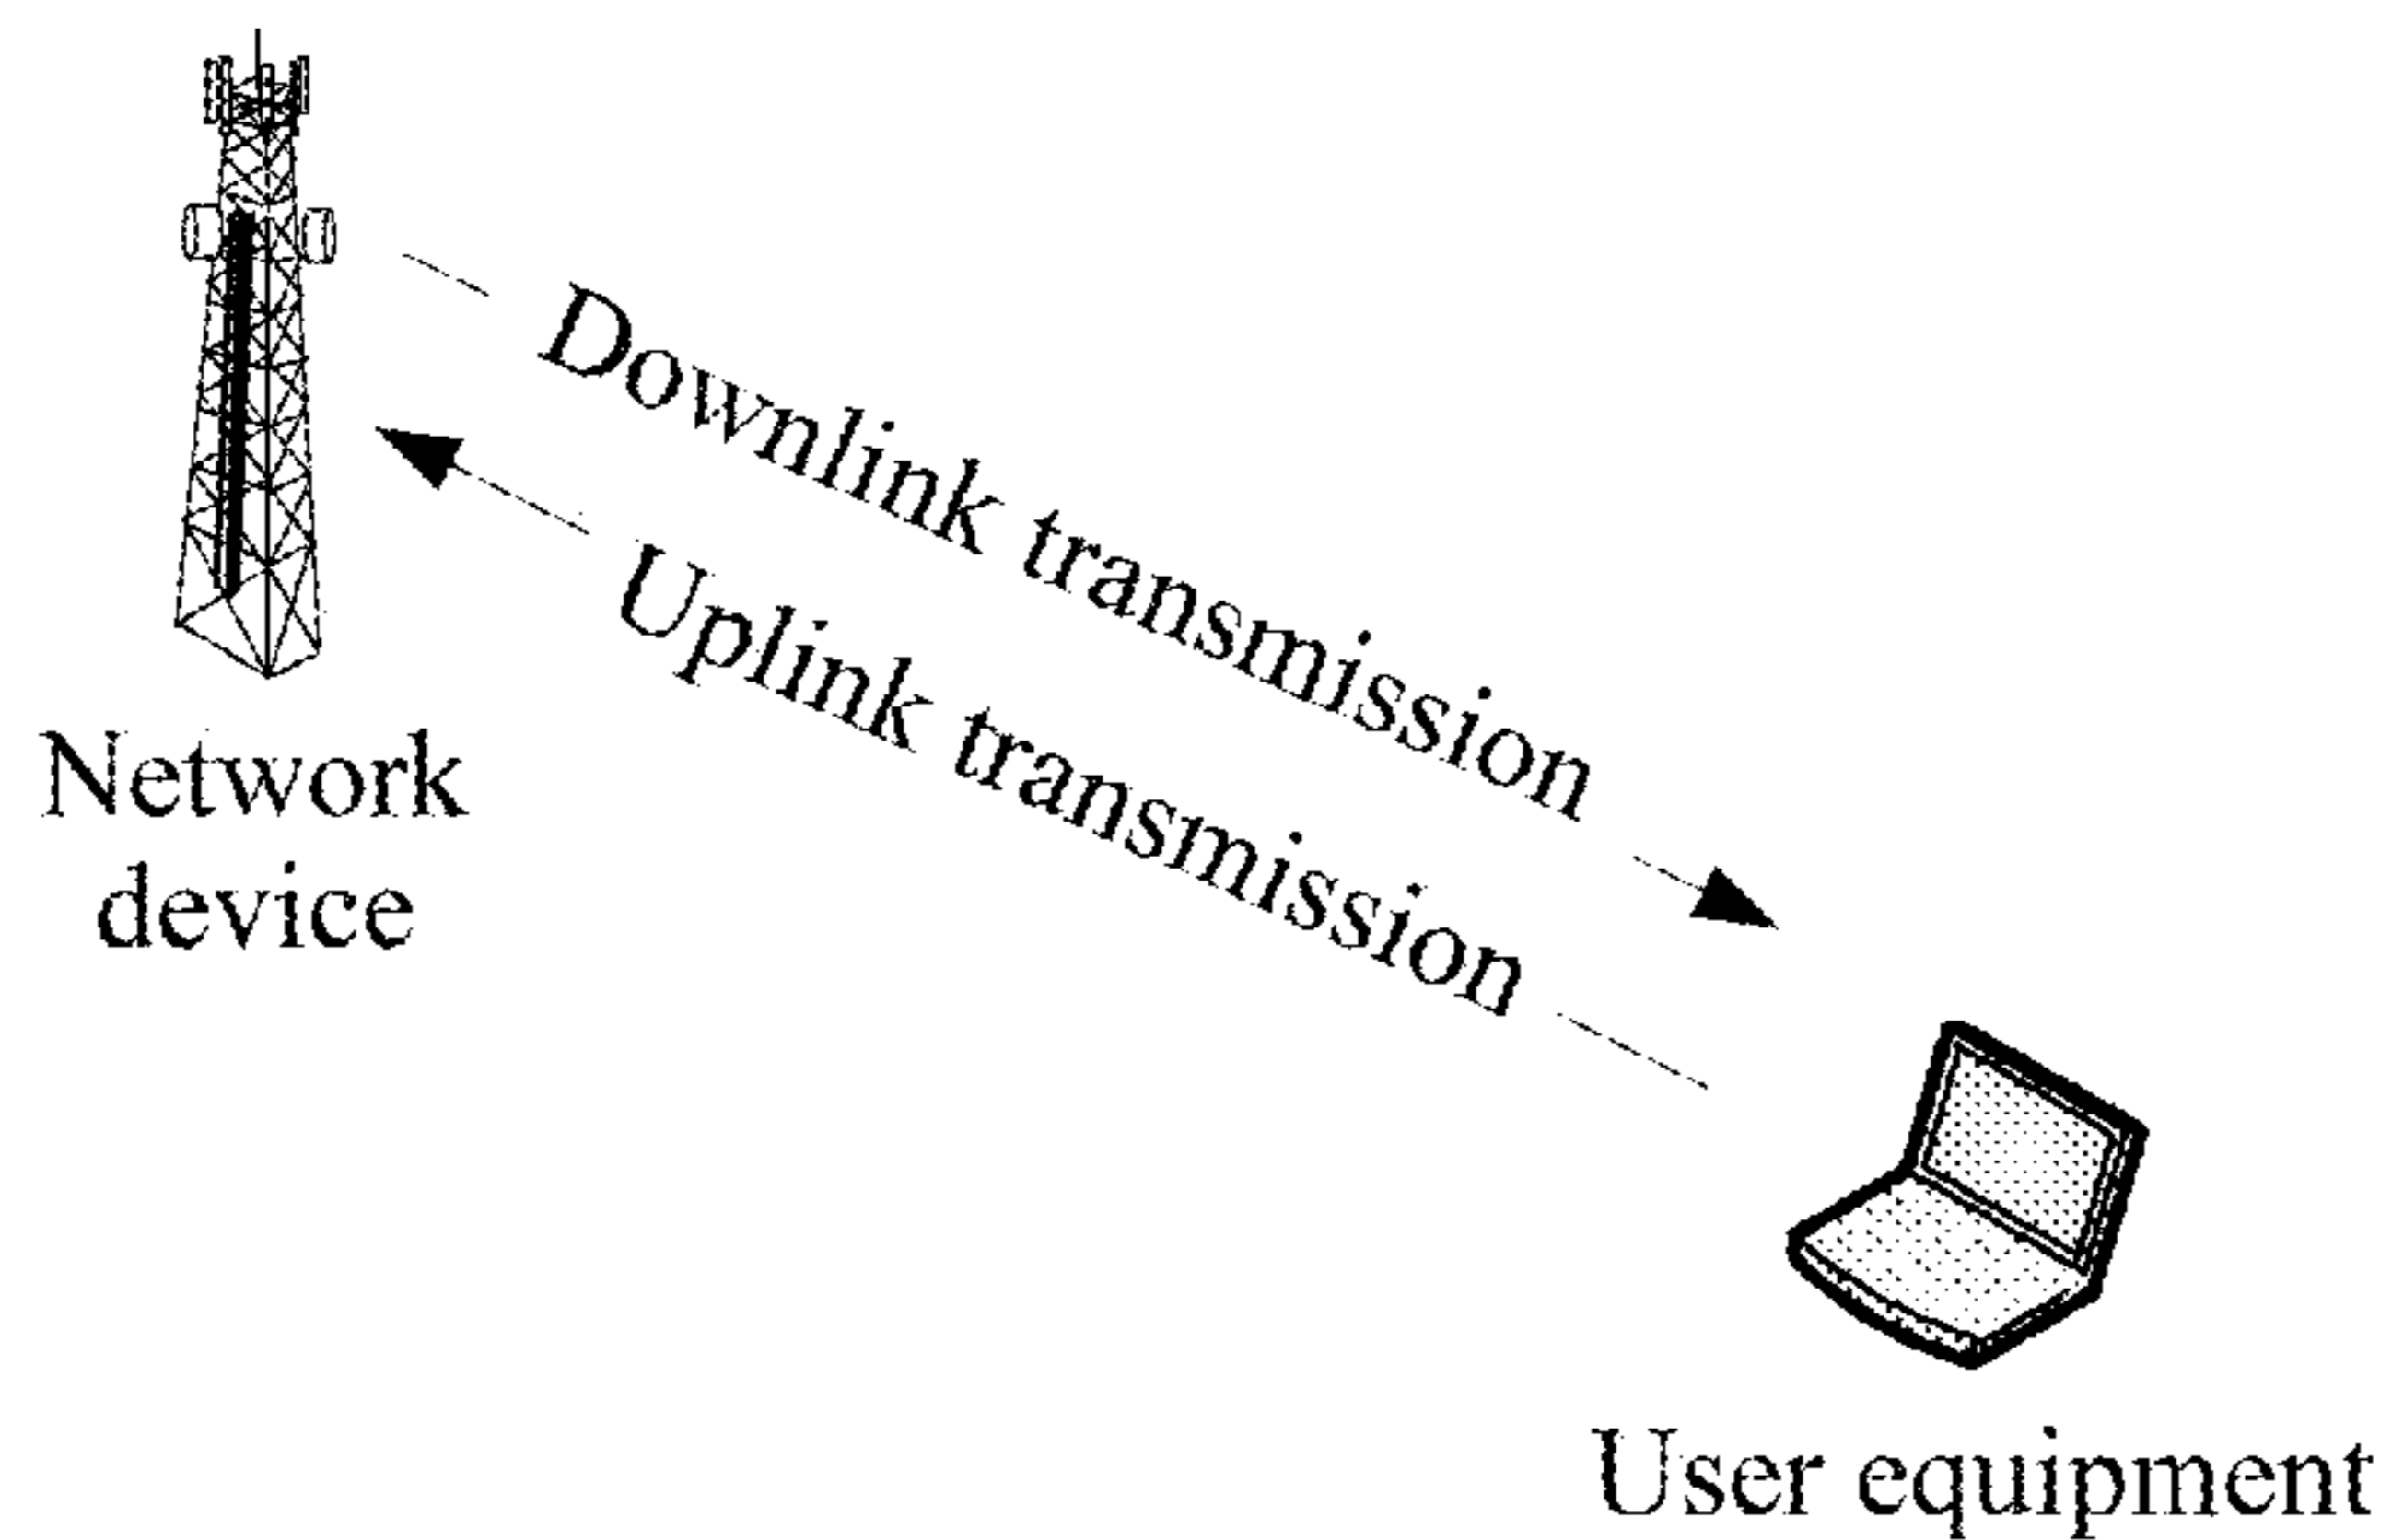 Downlink transmission
Uplink transmission
Network
device
User equipment